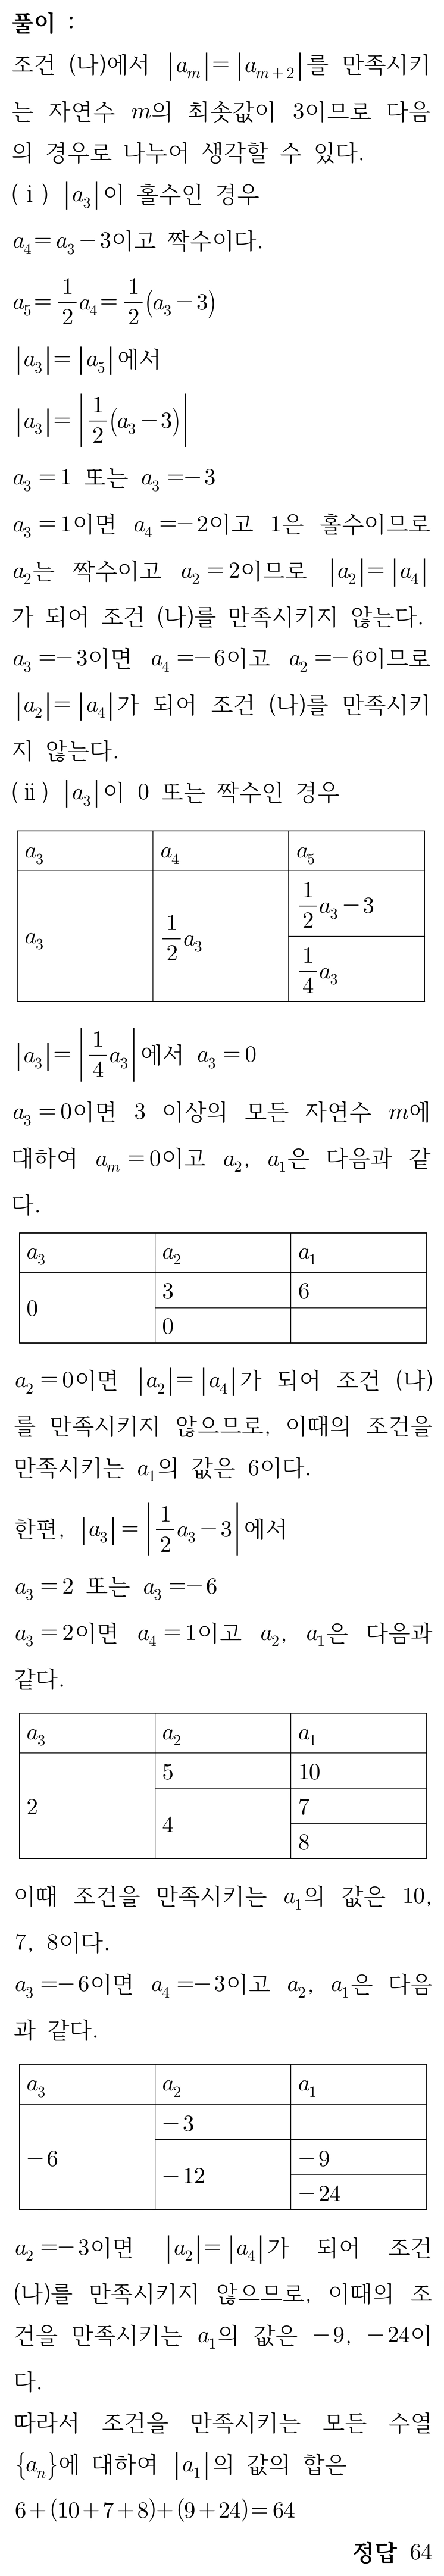 풀이 :
조건 (나)에서 |a_m|=|a_{m+2}|를 만족시키
는 자연수 m의 최솟값이 3이므로 다음
의 경우로 나누어 생각할 수 있다.
(ⅰ) |a_3|이 홀수인 경우
a_4=a_3-3이고 짝수이다.
a_5=\frac{1}{2}a_4=\frac{1}{2}(a_3-3)
|a_3|=|a_5|에서
|a_3|=|\frac{1}{2}(a_3-3)|
a_3=1 또는 a_3=-3
a_3=1이면 a_4=-2이고 1은 홀수이므로
a_2는 짝수이고 a_2=2이므로 |a_2|=|a_4|
가 되어 조건 (나)를 만족시키지 않는다.
a_3=-3이면 a_4=-6이고 a_2=-6이므로
|a_2|=|a_4|가 되어 조건 (나)를 만족시키
지 않는다.
(ⅱ) |a_3|이 0 또는 짝수인 경우
a_3 a_4 a_5
a_3 \frac{1}{2}a_3 \frac{1}{2}a_3-3
\frac{1}{4}a_3
|a_3|=|\frac{1}{4}a_3|에서 a_3=0
a_3=0이면 3 이상의 모든 자연수 m에
대하여 a_m=0이고 a_2, a_1은 다음과 같
다.
a_3 a_2 a_1
0 3 6
0
a_2=0이면 |a_2|=|a_4|가 되어 조건 (나)
를 만족시키지 않으므로, 이때의 조건을
만족시키는 a_1의 값은 6이다.
한편, |a_3|=|\frac{1}{2}a_3-3|에서
a_3=2 또는 a_3=-6
a_3=2이면 a_4=1이고 a_2, a_1은 다음과
같다.
a_3 a_2 a_1
2 5 10
4 7
8
이때 조건을 만족시키는 a_1의 값은 10,
7, 8이다.
a_3=-6이면 a_4=-3이고 a_2, a_1은 다음
과 같다.
a_3 a_2 a_1
-6 -3
-12 -9
-24
a_2=-3이면 |a_2|=|a_4|가 되어 조건
(나)를 만족시키지 않으므로, 이때의 조
건을 만족시키는 a_1의 값은 -9, -24이
다.
따라서 조건을 만족시키는 모든 수열
{a_n}에 대하여 |a_1|의 값의 합은
6+(10+7+8)+(9+24)=64
정답 64